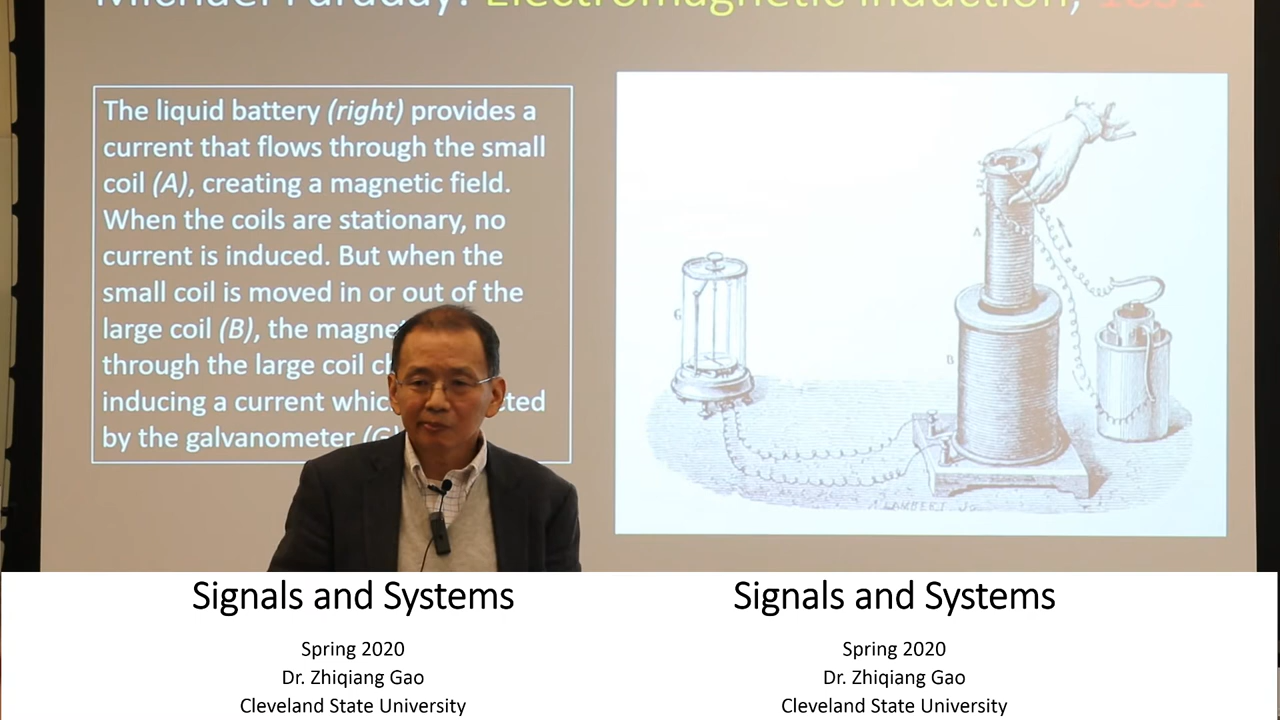 Michael Faraday: Electromagnetic Induction, 1831
The liquid battery (right) provides a
current that flows through the small
coil (A), creating a magnetic field.
When the coils are stationary, no
current is induced. But when the
small coil is moved in or out of the
large coil (B), the
through the large coil
inducing a current
by the galvanometer (G)
A
G
B
A. LAMBERT
Signals and Systems
Spring 2020
Dr. Zhiqiang Gao
Cleveland State University
Signals and Systems
Spring 2020
Dr. Zhiqiang Gao
Cleveland State University